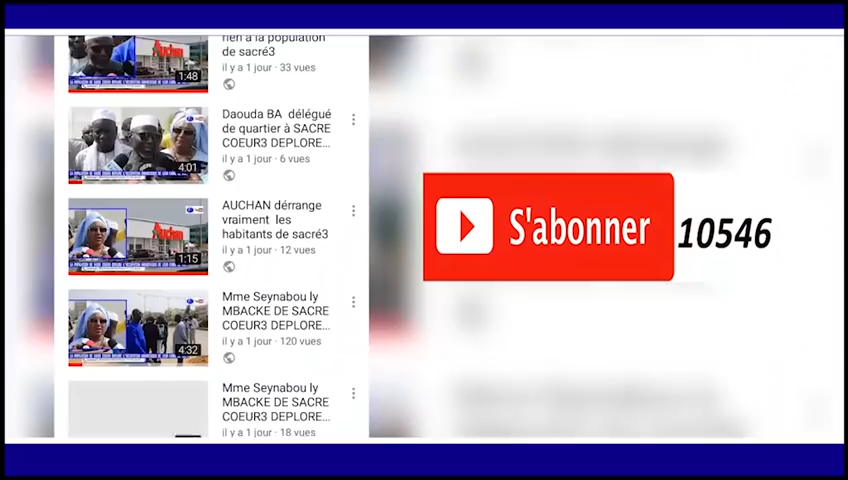 rien à la population
de sacré3
il y a 1 jour · 33 vues
Auchan
1:48
Daouda BA délégué
de quartier à SACRE
COEUR3 DEPLORE...
il y a 1 jour · 6 vues
4:01
AUCHAN dérrange
vraiment les
habitants de sacré3
il y a 1 jour · 12 vues
Auchan
1:15
Mme Seynabou ly
MBACKE DE SACRE
COEUR3 DEPLORE...
il y a 1 jour · 120 vues
4:32
Mme Seynabou ly
MBACKE DE SACRE
COEUR3 DEPLORE...
il y a 1 jour · 18 vues
S'abonner
10546